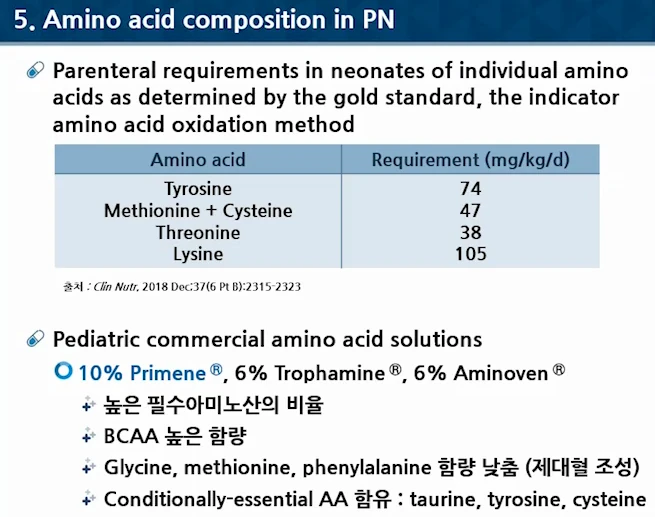 5. Amino acid composition in PN
Parenteral requirements in neonates of individual amino
acids as determined by the gold standard, the indicator
amino acid oxidation method
Amino acid Requirement (mg/kg/d)
Tyrosine 74
Methionine + Cysteine 47
Threonine 38
Lysine 105
출처 : Clin Nutr, 2018 Dec;37(6 Pt B):2315-2323
Pediatric commercial amino acid solutions
10% Primene®, 6% Trophamine®, 6% Aminoven®
높은 필수아미노산의 비율
BCAA 높은 함량
Glycine, methionine, phenylalanine 함량 낮춤 (제대혈 조성)
Conditionally-essential AA 함유 : taurine, tyrosine, cysteine